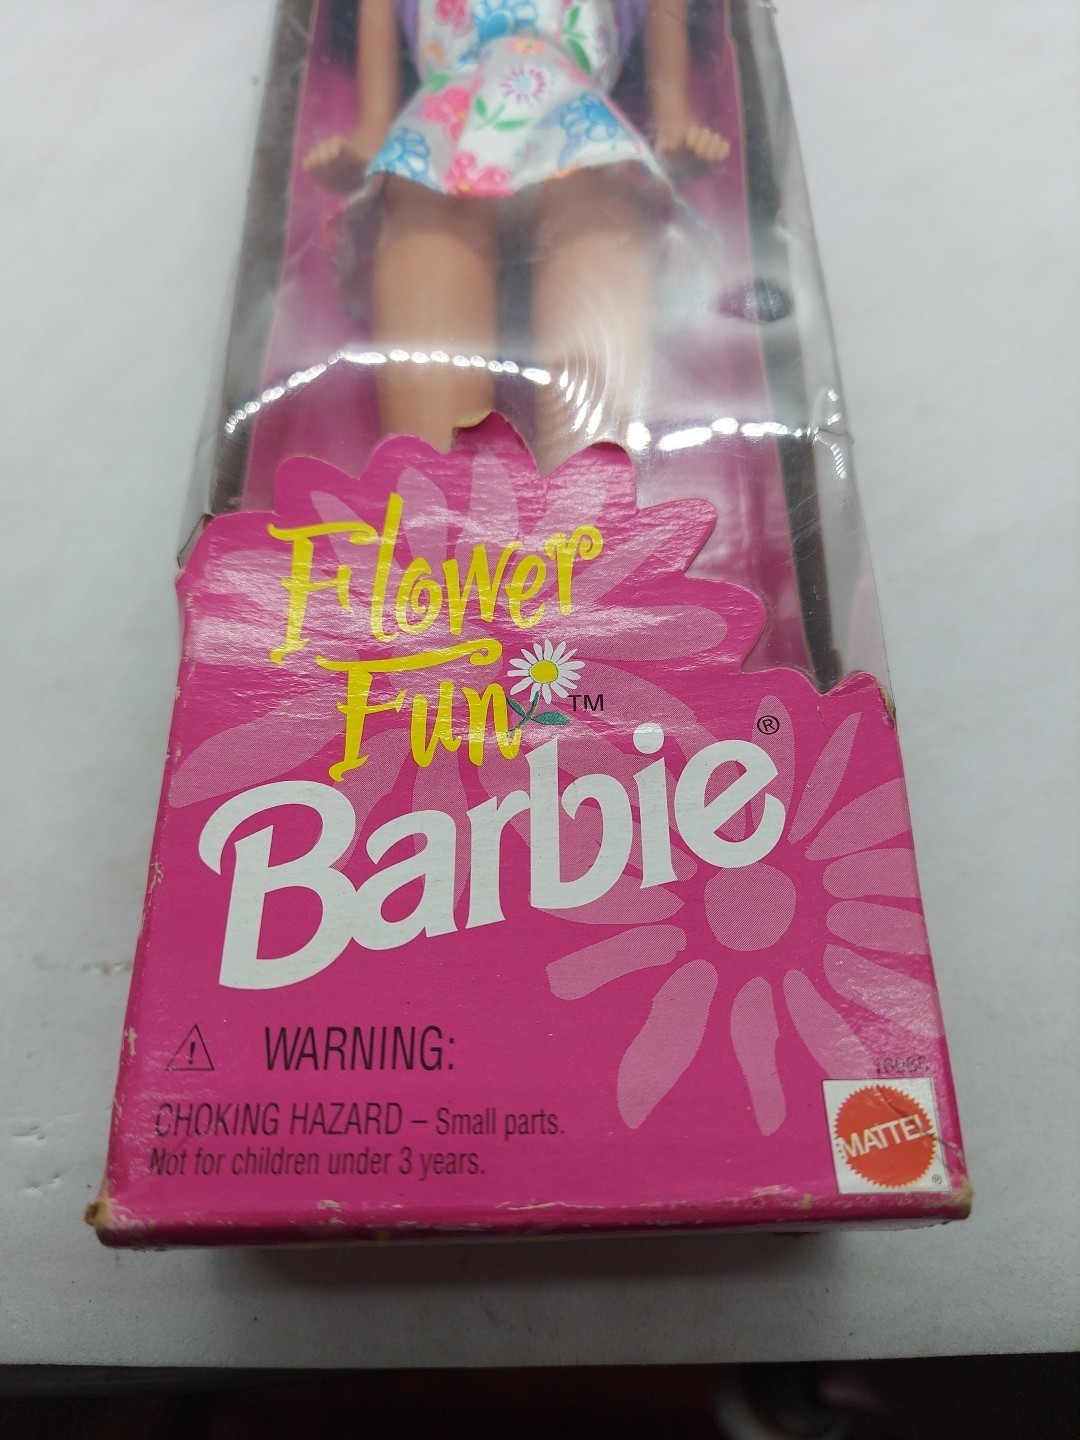 Flower
Fun™
Barbie®
⚠ WARNING:
CHOKING HAZARD – Small parts.
Not for children under 3 years.
MATTEL®